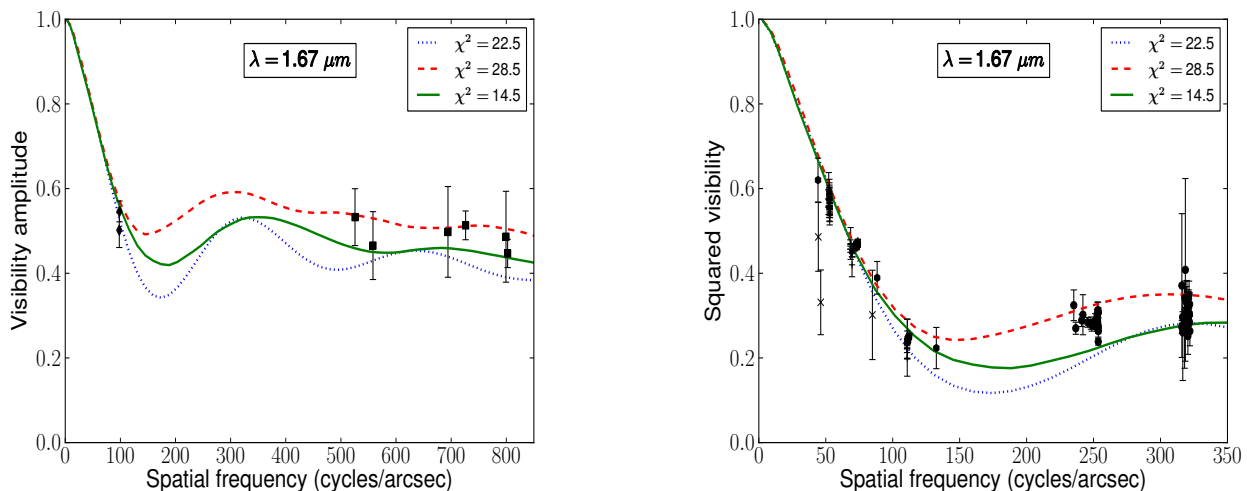 λ = 1.67 μm
χ² = 22.5
χ² = 28.5
χ² = 14.5
Visibility amplitude
1.0
0.8
0.6
0.4
0.2
0.0
0 100 200 300 400 500 600 700 800
Spatial frequency (cycles/arcsec)
λ = 1.67 μm
χ² = 22.5
χ² = 28.5
χ² = 14.5
Squared visibility
1.0
0.8
0.6
0.4
0.2
0.0
0 50 100 150 200 250 300 350
Spatial frequency (cycles/arcsec)